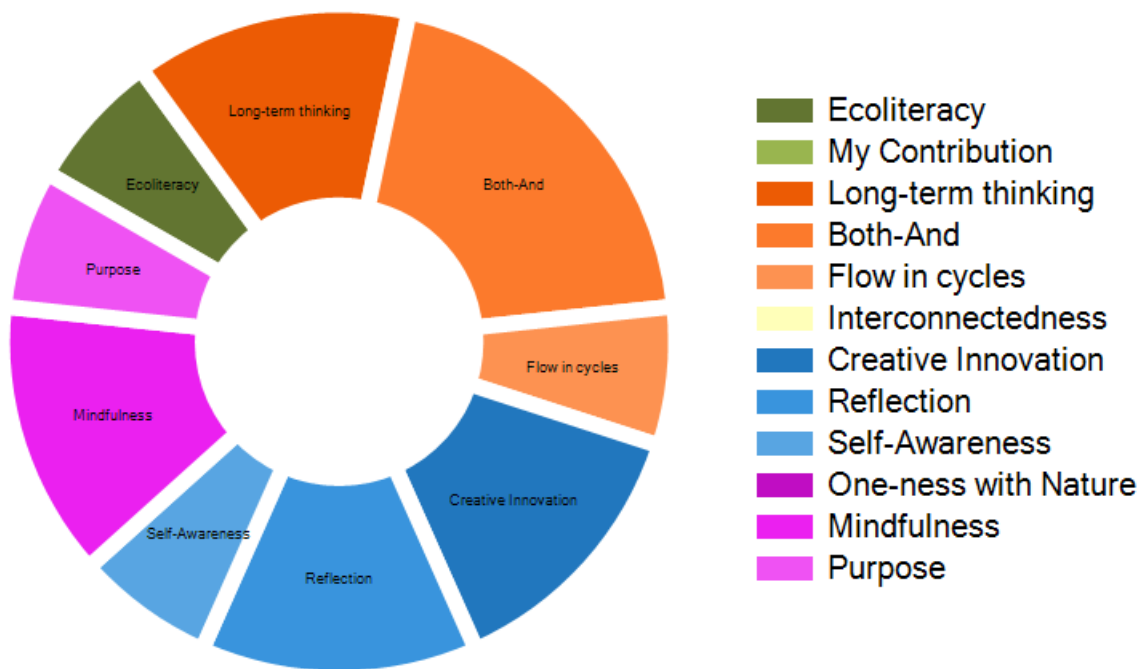 Long-term thinking
Both-And
Ecoliteracy
Purpose
Flow in cycles
Mindfulness
Creative Innovation
Self-Awareness
Reflection
Ecoliteracy
My Contribution
Long-term thinking
Both-And
Flow in cycles
Interconnectedness
Creative Innovation
Reflection
Self-Awareness
One-ness with Nature
Mindfulness
Purpose